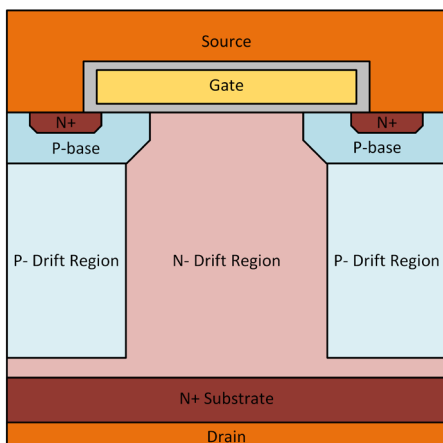 Source
Gate
N+
N+
P-base
P-base
P- Drift Region
N- Drift Region
P- Drift Region
N+ Substrate
Drain